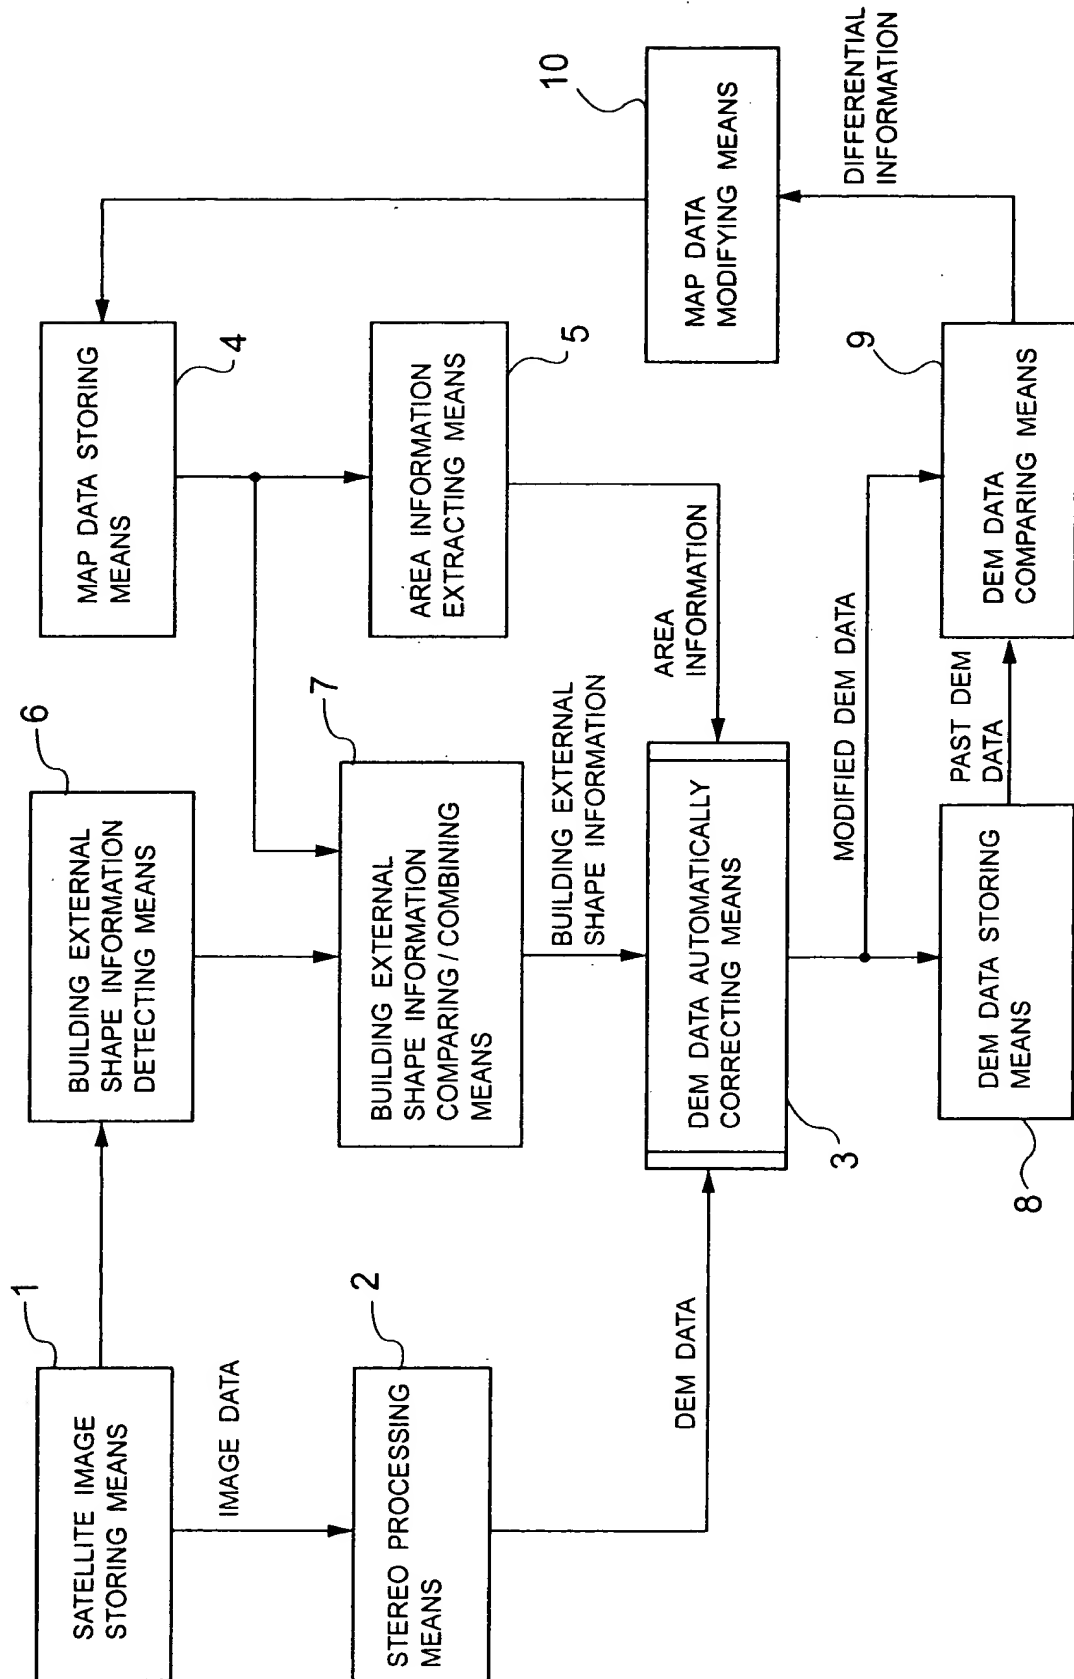 1
SATELLITE IMAGE
STORING MEANS
IMAGE DATA
2
STEREO PROCESSING
MEANS
DEM DATA
6
BUILDING EXTERNAL
SHAPE INFORMATION
DETECTING MEANS
7
BUILDING EXTERNAL
SHAPE INFORMATION
COMPARING / COMBINING
MEANS
BUILDING EXTERNAL
SHAPE INFORMATION
DEM DATA AUTOMATICALLY
CORRECTING MEANS
3
MAP DATA STORING
MEANS
4
AREA INFORMATION
EXTRACTING MEANS
5
AREA
INFORMATION
MODIFIED DEM DATA
DEM DATA STORING
MEANS
8
PAST DEM
DATA
9
DEM DATA
COMPARING MEANS
10
MAP DATA
MODIFYING MEANS
DIFFERENTIAL
INFORMATION